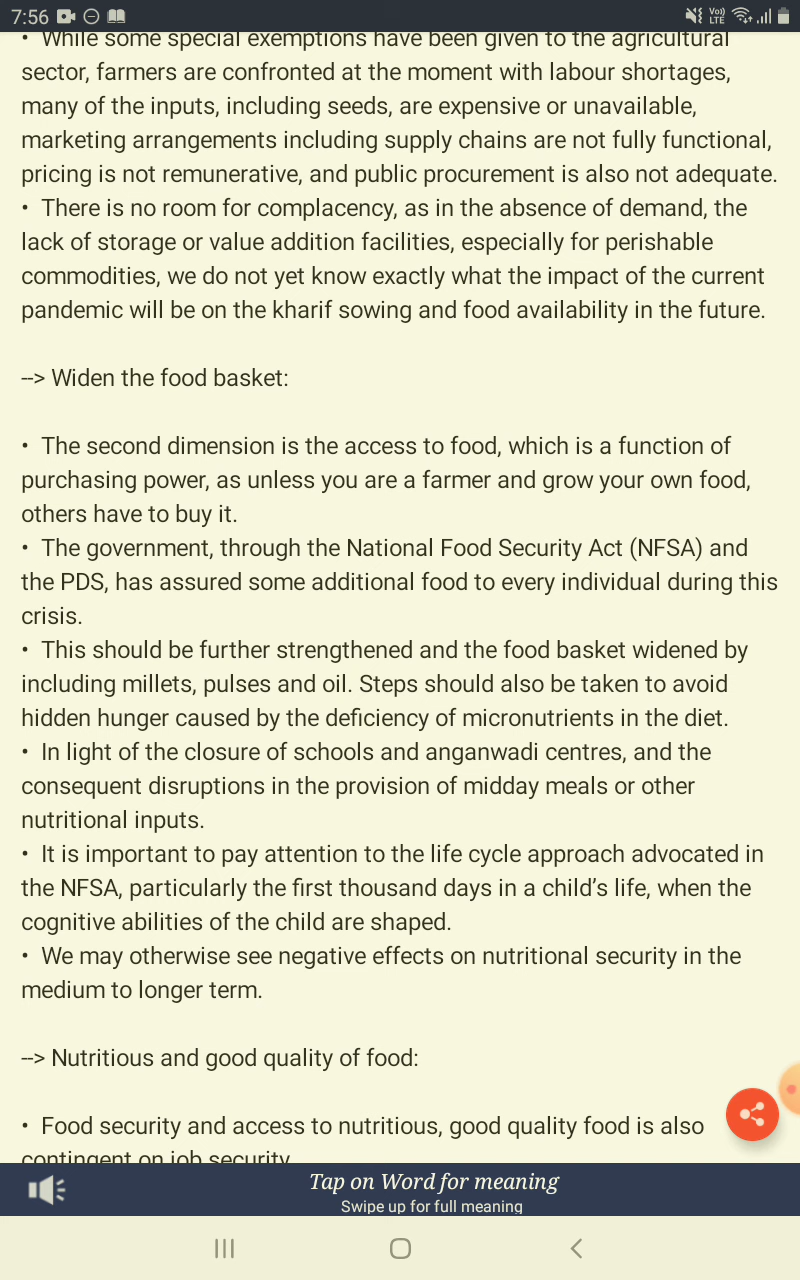 7:56
Vo)) LTE
• While some special exemptions have been given to the agricultural
sector, farmers are confronted at the moment with labour shortages,
many of the inputs, including seeds, are expensive or unavailable,
marketing arrangements including supply chains are not fully functional,
pricing is not remunerative, and public procurement is also not adequate.
• There is no room for complacency, as in the absence of demand, the
lack of storage or value addition facilities, especially for perishable
commodities, we do not yet know exactly what the impact of the current
pandemic will be on the kharif sowing and food availability in the future.
--> Widen the food basket:
• The second dimension is the access to food, which is a function of
purchasing power, as unless you are a farmer and grow your own food,
others have to buy it.
• The government, through the National Food Security Act (NFSA) and
the PDS, has assured some additional food to every individual during this
crisis.
• This should be further strengthened and the food basket widened by
including millets, pulses and oil. Steps should also be taken to avoid
hidden hunger caused by the deficiency of micronutrients in the diet.
• In light of the closure of schools and anganwadi centres, and the
consequent disruptions in the provision of midday meals or other
nutritional inputs.
• It is important to pay attention to the life cycle approach advocated in
the NFSA, particularly the first thousand days in a child’s life, when the
cognitive abilities of the child are shaped.
• We may otherwise see negative effects on nutritional security in the
medium to longer term.
--> Nutritious and good quality of food:
• Food security and access to nutritious, good quality food is also
contingent on job security
Tap on Word for meaning
Swipe up for full meaning